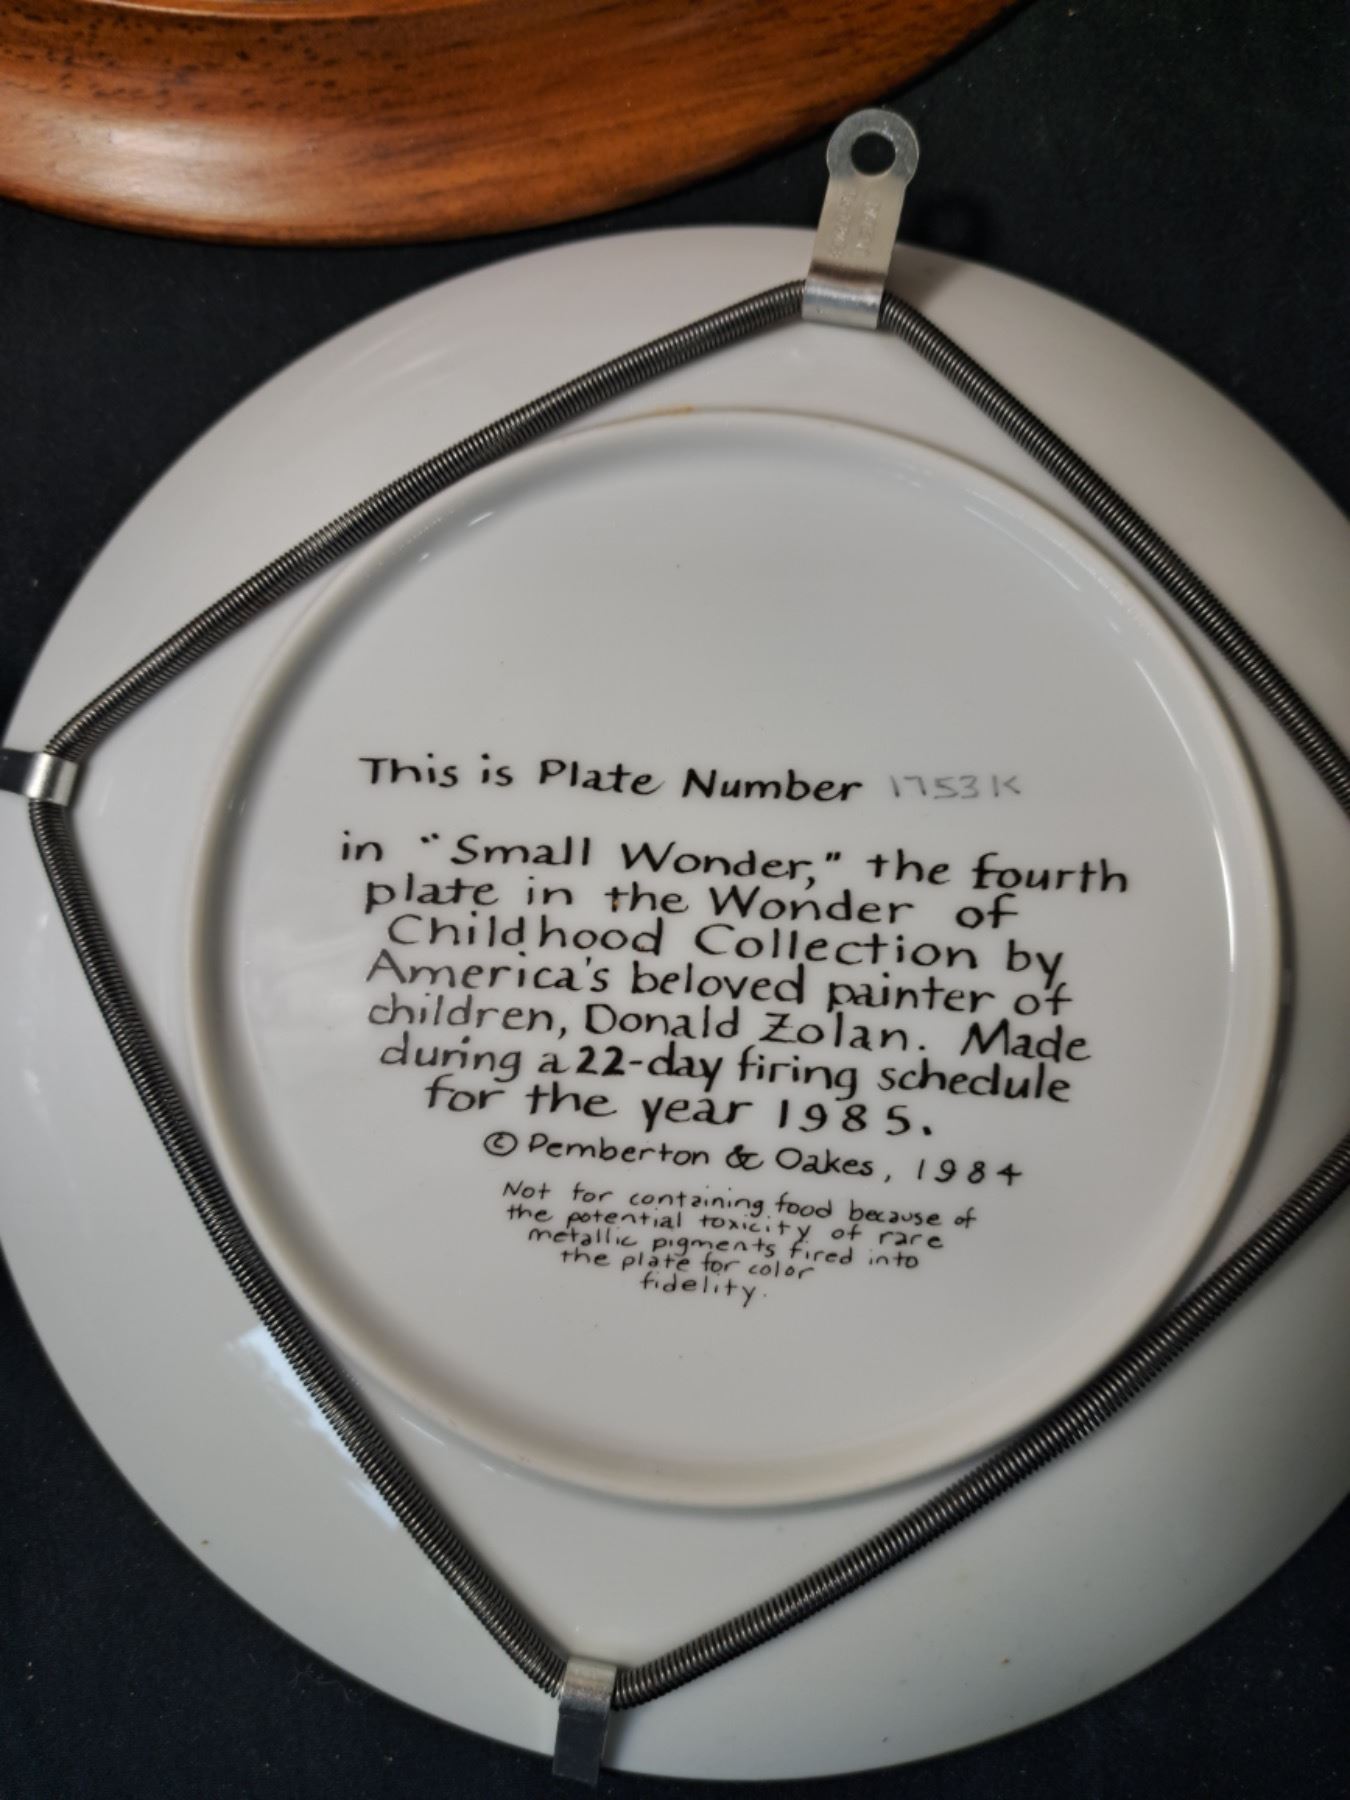 This is Plate Number 1753K
in "Small Wonder," the fourth
plate in the Wonder of
Childhood Collection by
America's beloved painter of
children, Donald Zolan. Made
during a 22-day firing schedule
for the year 1985.
© Pemberton & Oakes, 1984
Not for containing food because of
the potential toxicity of rare
metallic pigments fired into
the plate for color
fidelity.